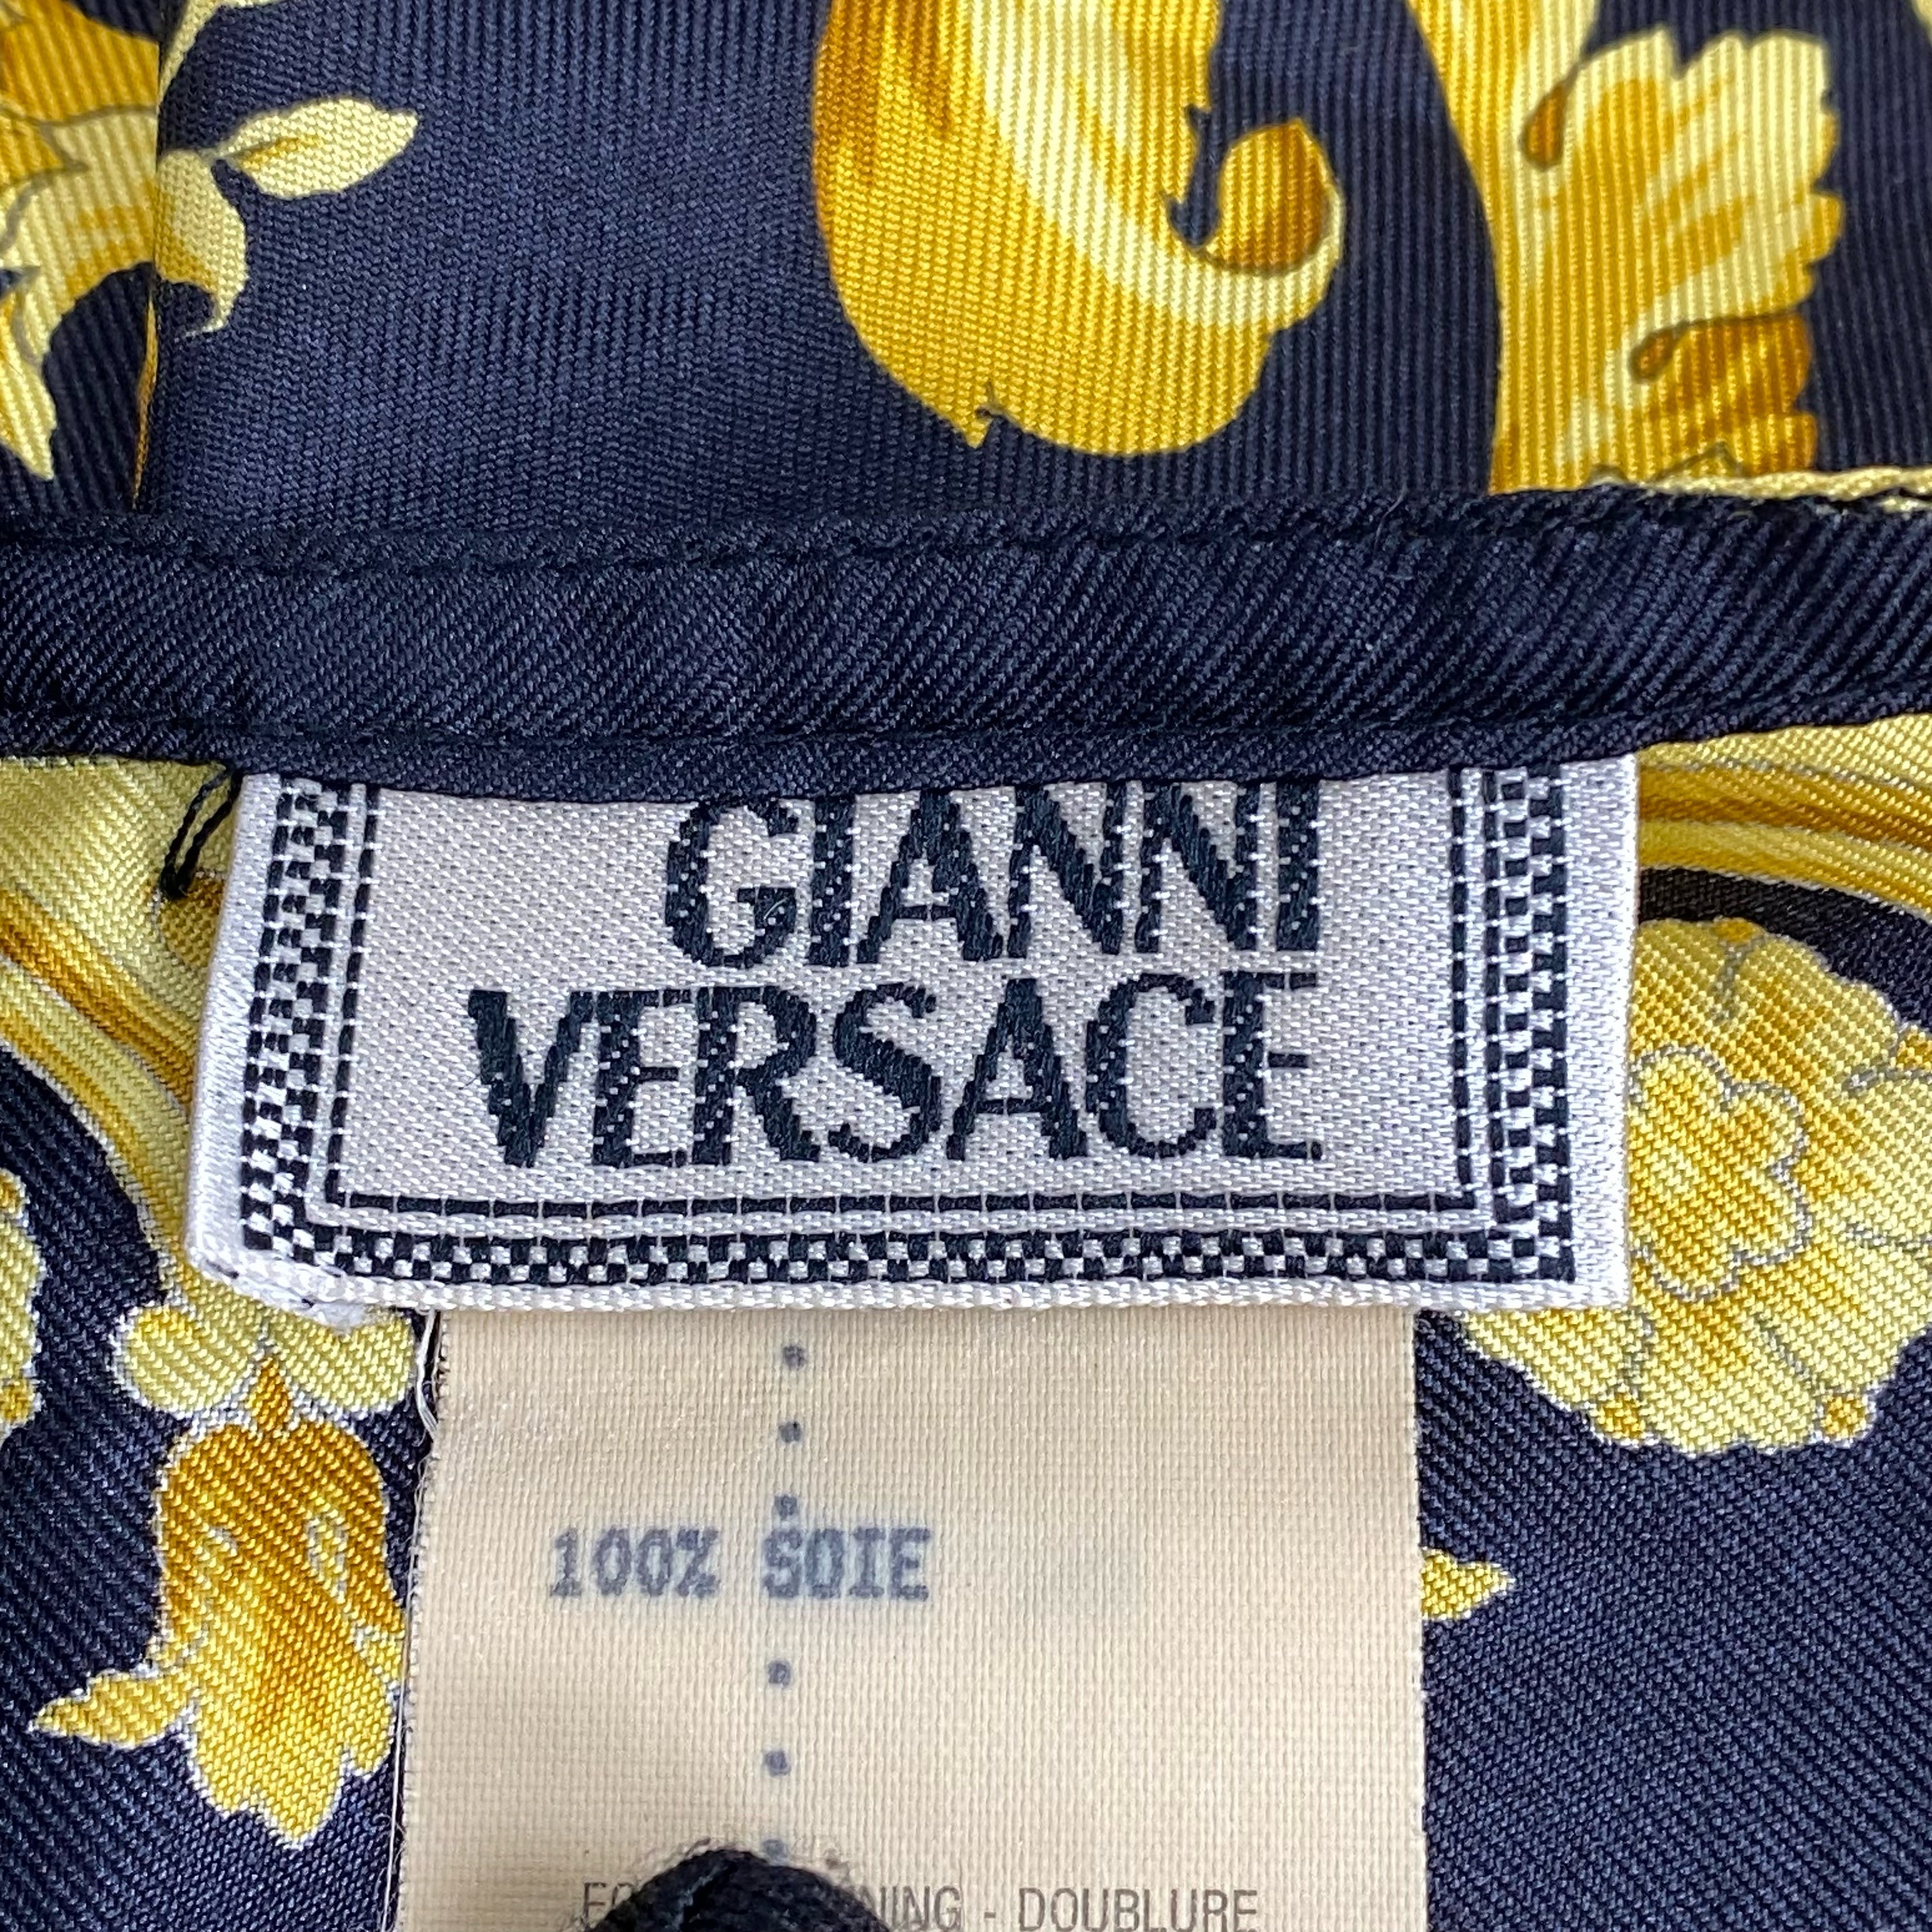 GIANNI
VERSACE
100% SOIE
- DOUBLURE